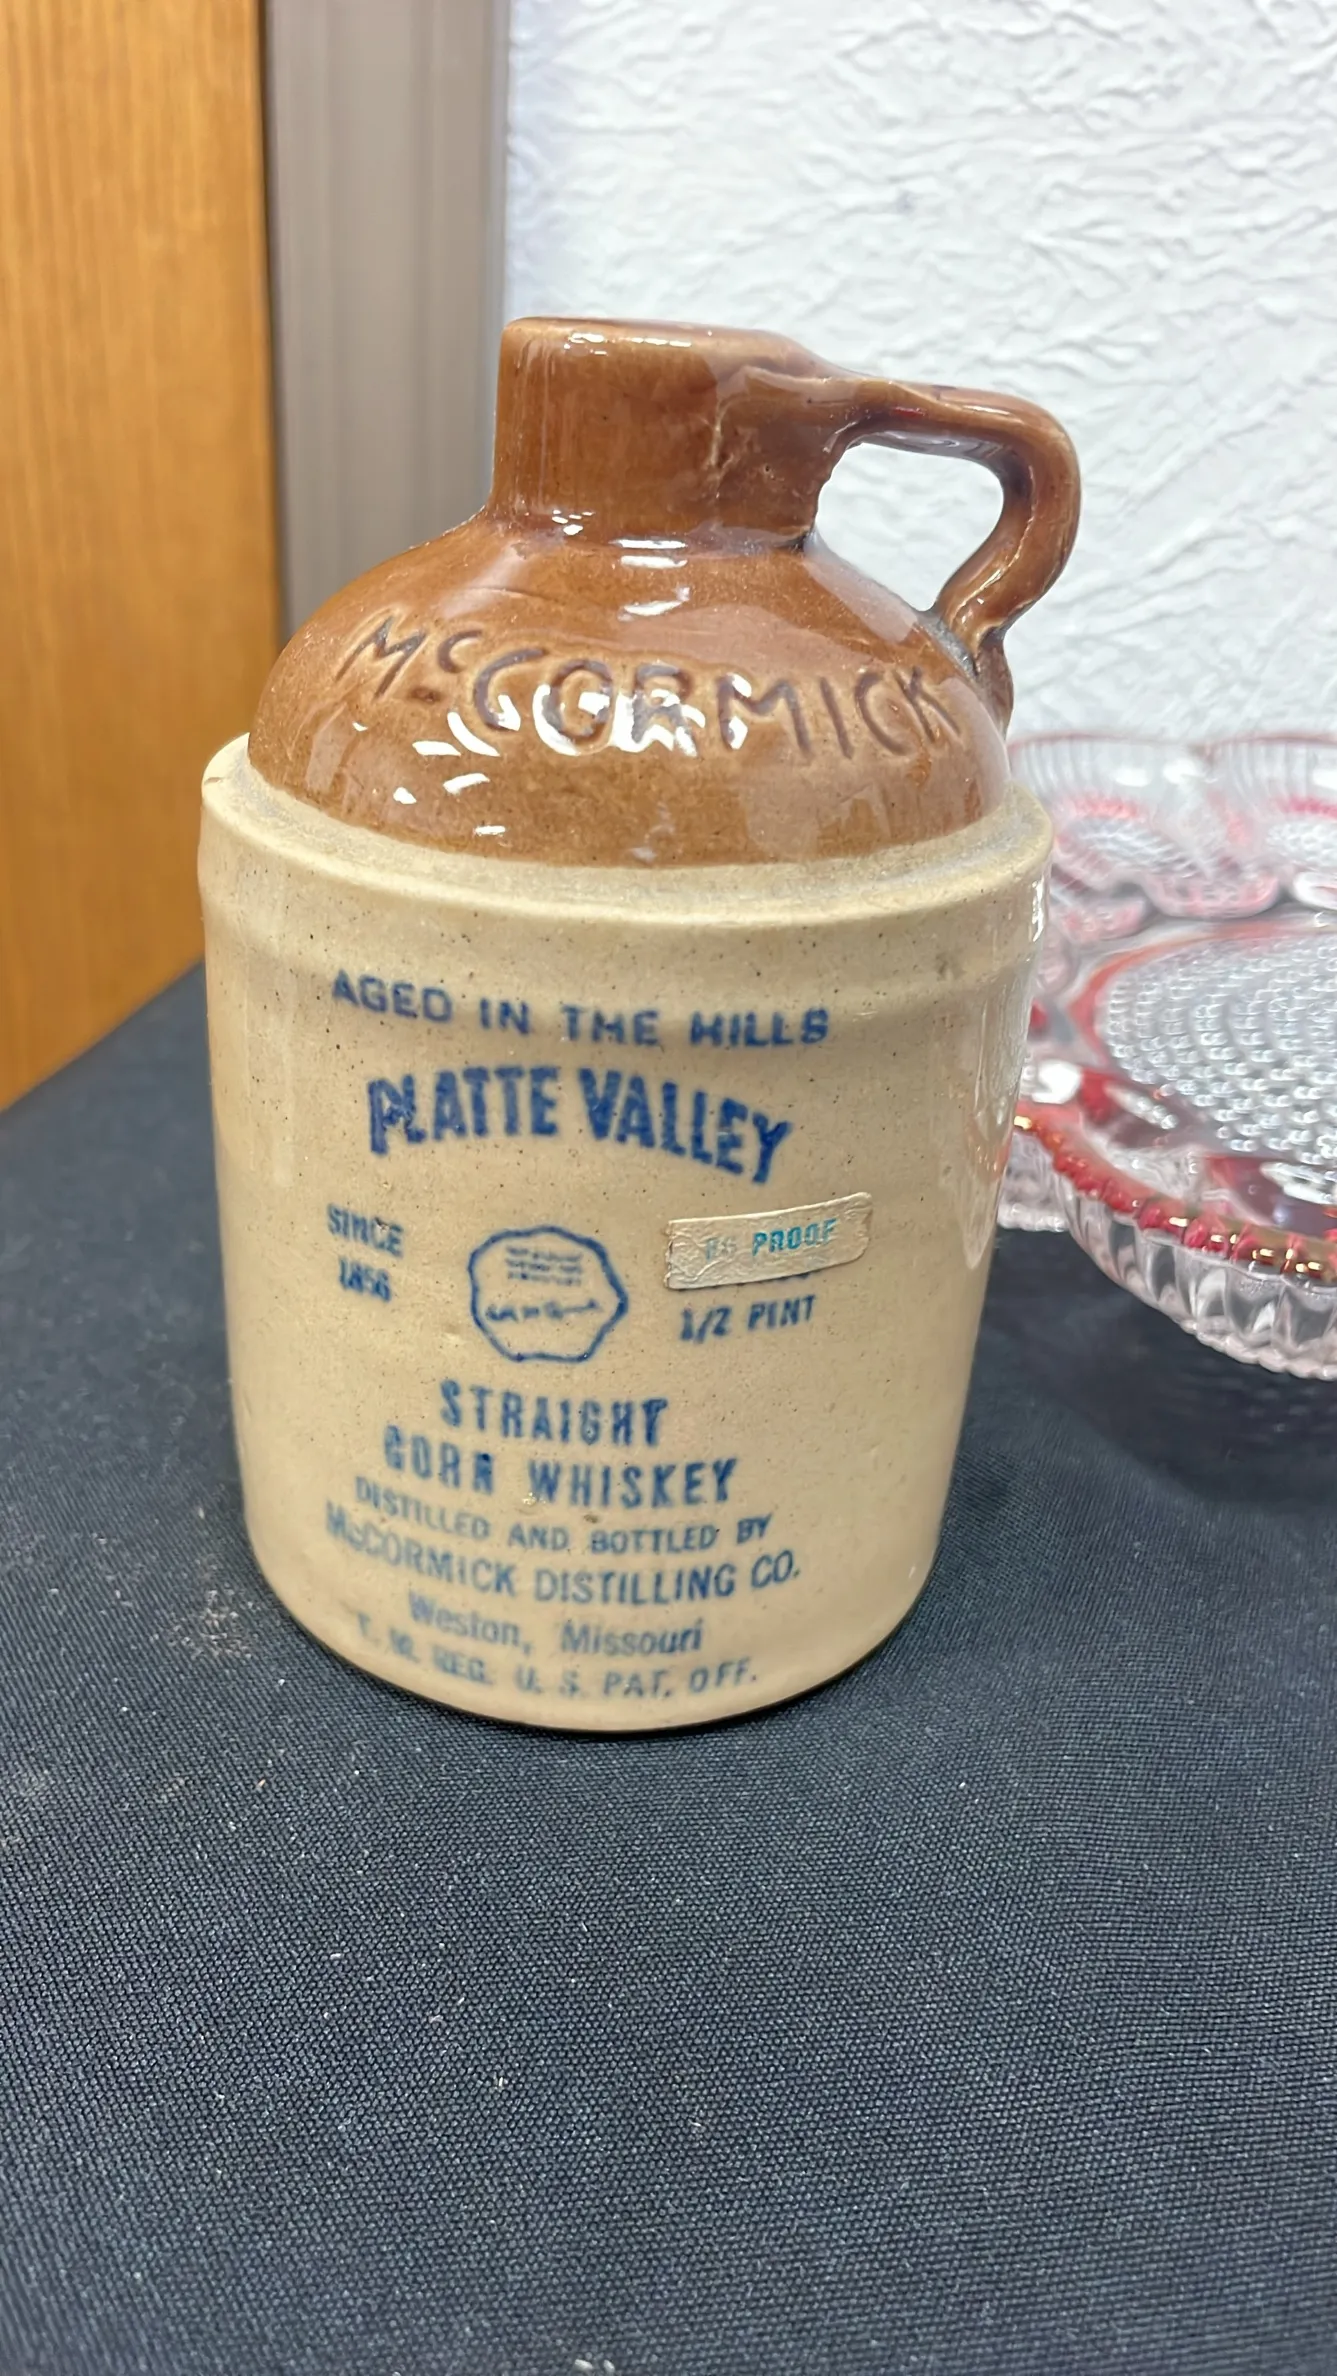 McCORMICK
AGED IN THE HILLS
PLATTE VALLEY
SINCE
1856
PROOF
1/2 PINT
STRAIGHT
CORN WHISKEY
DISTILLED AND BOTTLED BY
McCORMICK DISTILLING CO.
Weston, Missouri
T. M. REG. U. S. PAT. OFF.